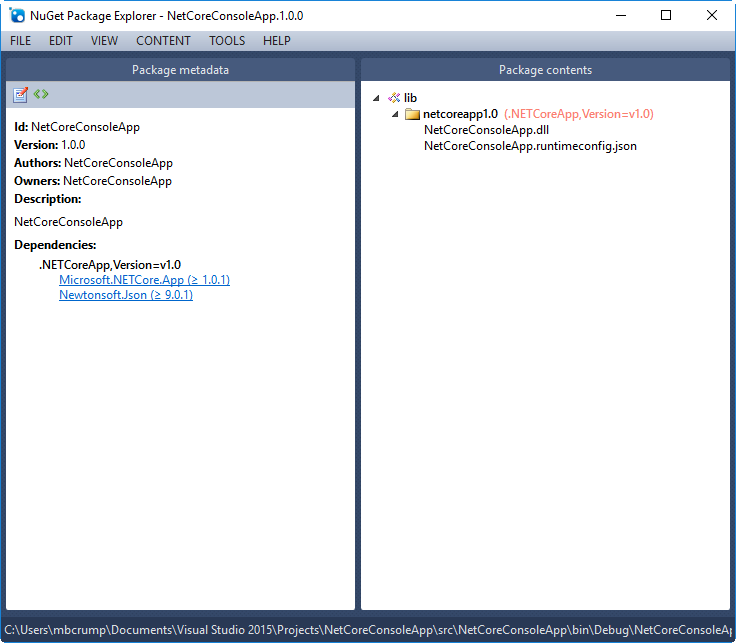 NuGet Package Explorer - NetCoreConsoleApp.1.0.0
FILE EDIT VIEW CONTENT TOOLS HELP
Package metadata
Id: NetCoreConsoleApp
Version: 1.0.0
Authors: NetCoreConsoleApp
Owners: NetCoreConsoleApp
Description:
NetCoreConsoleApp
Dependencies:
.NETCoreApp,Version=v1.0
Microsoft.NETCore.App (≥ 1.0.1)
Newtonsoft.Json (≥ 9.0.1)
Package contents
lib
netcoreapp1.0 (.NETCoreApp,Version=v1.0)
NetCoreConsoleApp.dll
NetCoreConsoleApp.runtimeconfig.json
C:\Users\mbcrump\Documents\Visual Studio 2015\Projects\NetCoreConsoleApp\src\NetCoreConsoleApp\bin\Debug\NetCoreConsoleAp